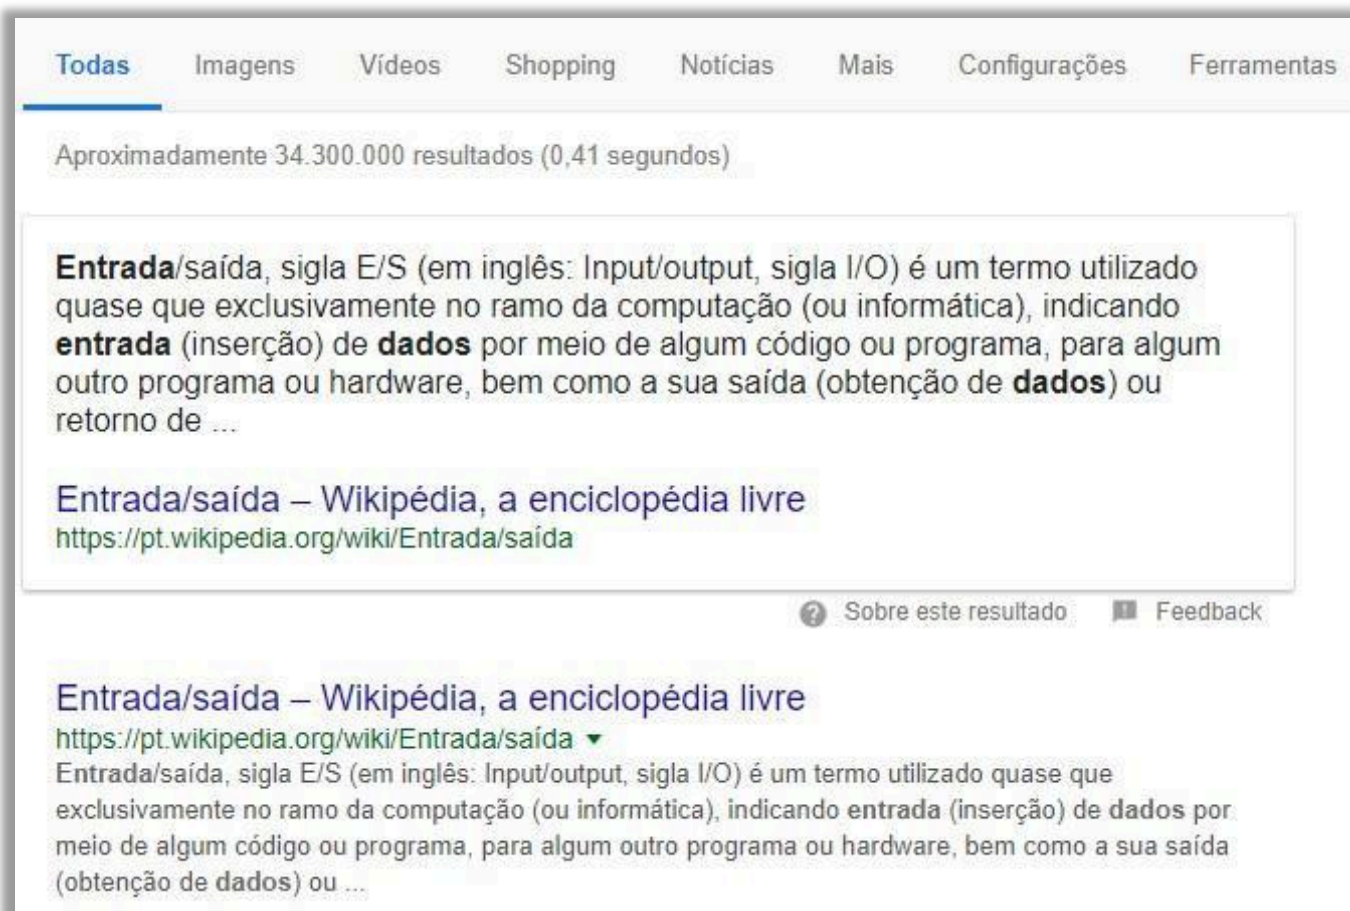 Todas Imagens Vídeos Shopping Notícias Mais Configurações Ferramentas
Aproximadamente 34.300.000 resultados (0,41 segundos)
Entrada/saída, sigla E/S (em inglês: Input/output, sigla I/O) é um termo utilizado
quase que exclusivamente no ramo da computação (ou informática), indicando
entrada (inserção) de dados por meio de algum código ou programa, para algum
outro programa ou hardware, bem como a sua saída (obtenção de dados) ou
retorno de ...
Entrada/saída – Wikipédia, a enciclopédia livre
https://pt.wikipedia.org/wiki/Entrada/saída
Sobre este resultado Feedback
Entrada/saída – Wikipédia, a enciclopédia livre
https://pt.wikipedia.org/wiki/Entrada/saída
Entrada/saída, sigla E/S (em inglês: Input/output, sigla I/O) é um termo utilizado quase que
exclusivamente no ramo da computação (ou informática), indicando entrada (inserção) de dados por
meio de algum código ou programa, para algum outro programa ou hardware, bem como a sua saída
(obtenção de dados) ou ...